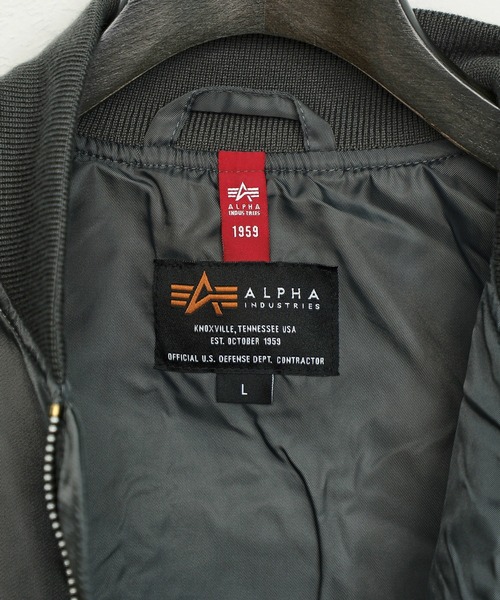 ALPHA
INDUSTRIES
1959
ALPHA
INDUSTRIES
KNOXVILLE, TENNESSEE USA
EST. OCTOBER 1959
OFFICIAL U.S. DEFENSE DEPT. CONTRACTOR
L